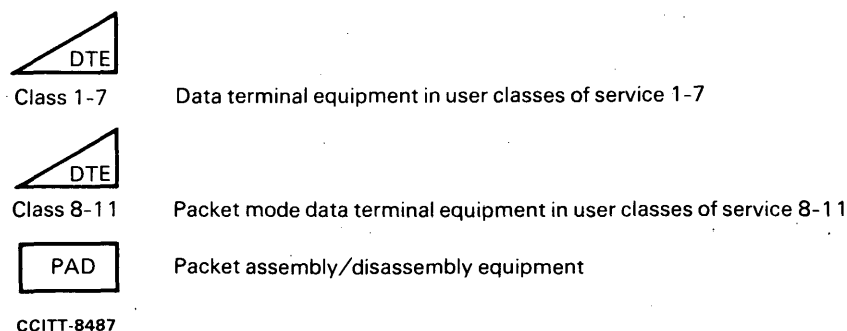 DTE
Class 1-7 Data terminal equipment in user classes of service 1-7
DTE
Class 8-11 Packet mode data terminal equipment in user classes of service 8-11
PAD Packet assembly/disassembly equipment
CCITT-8487